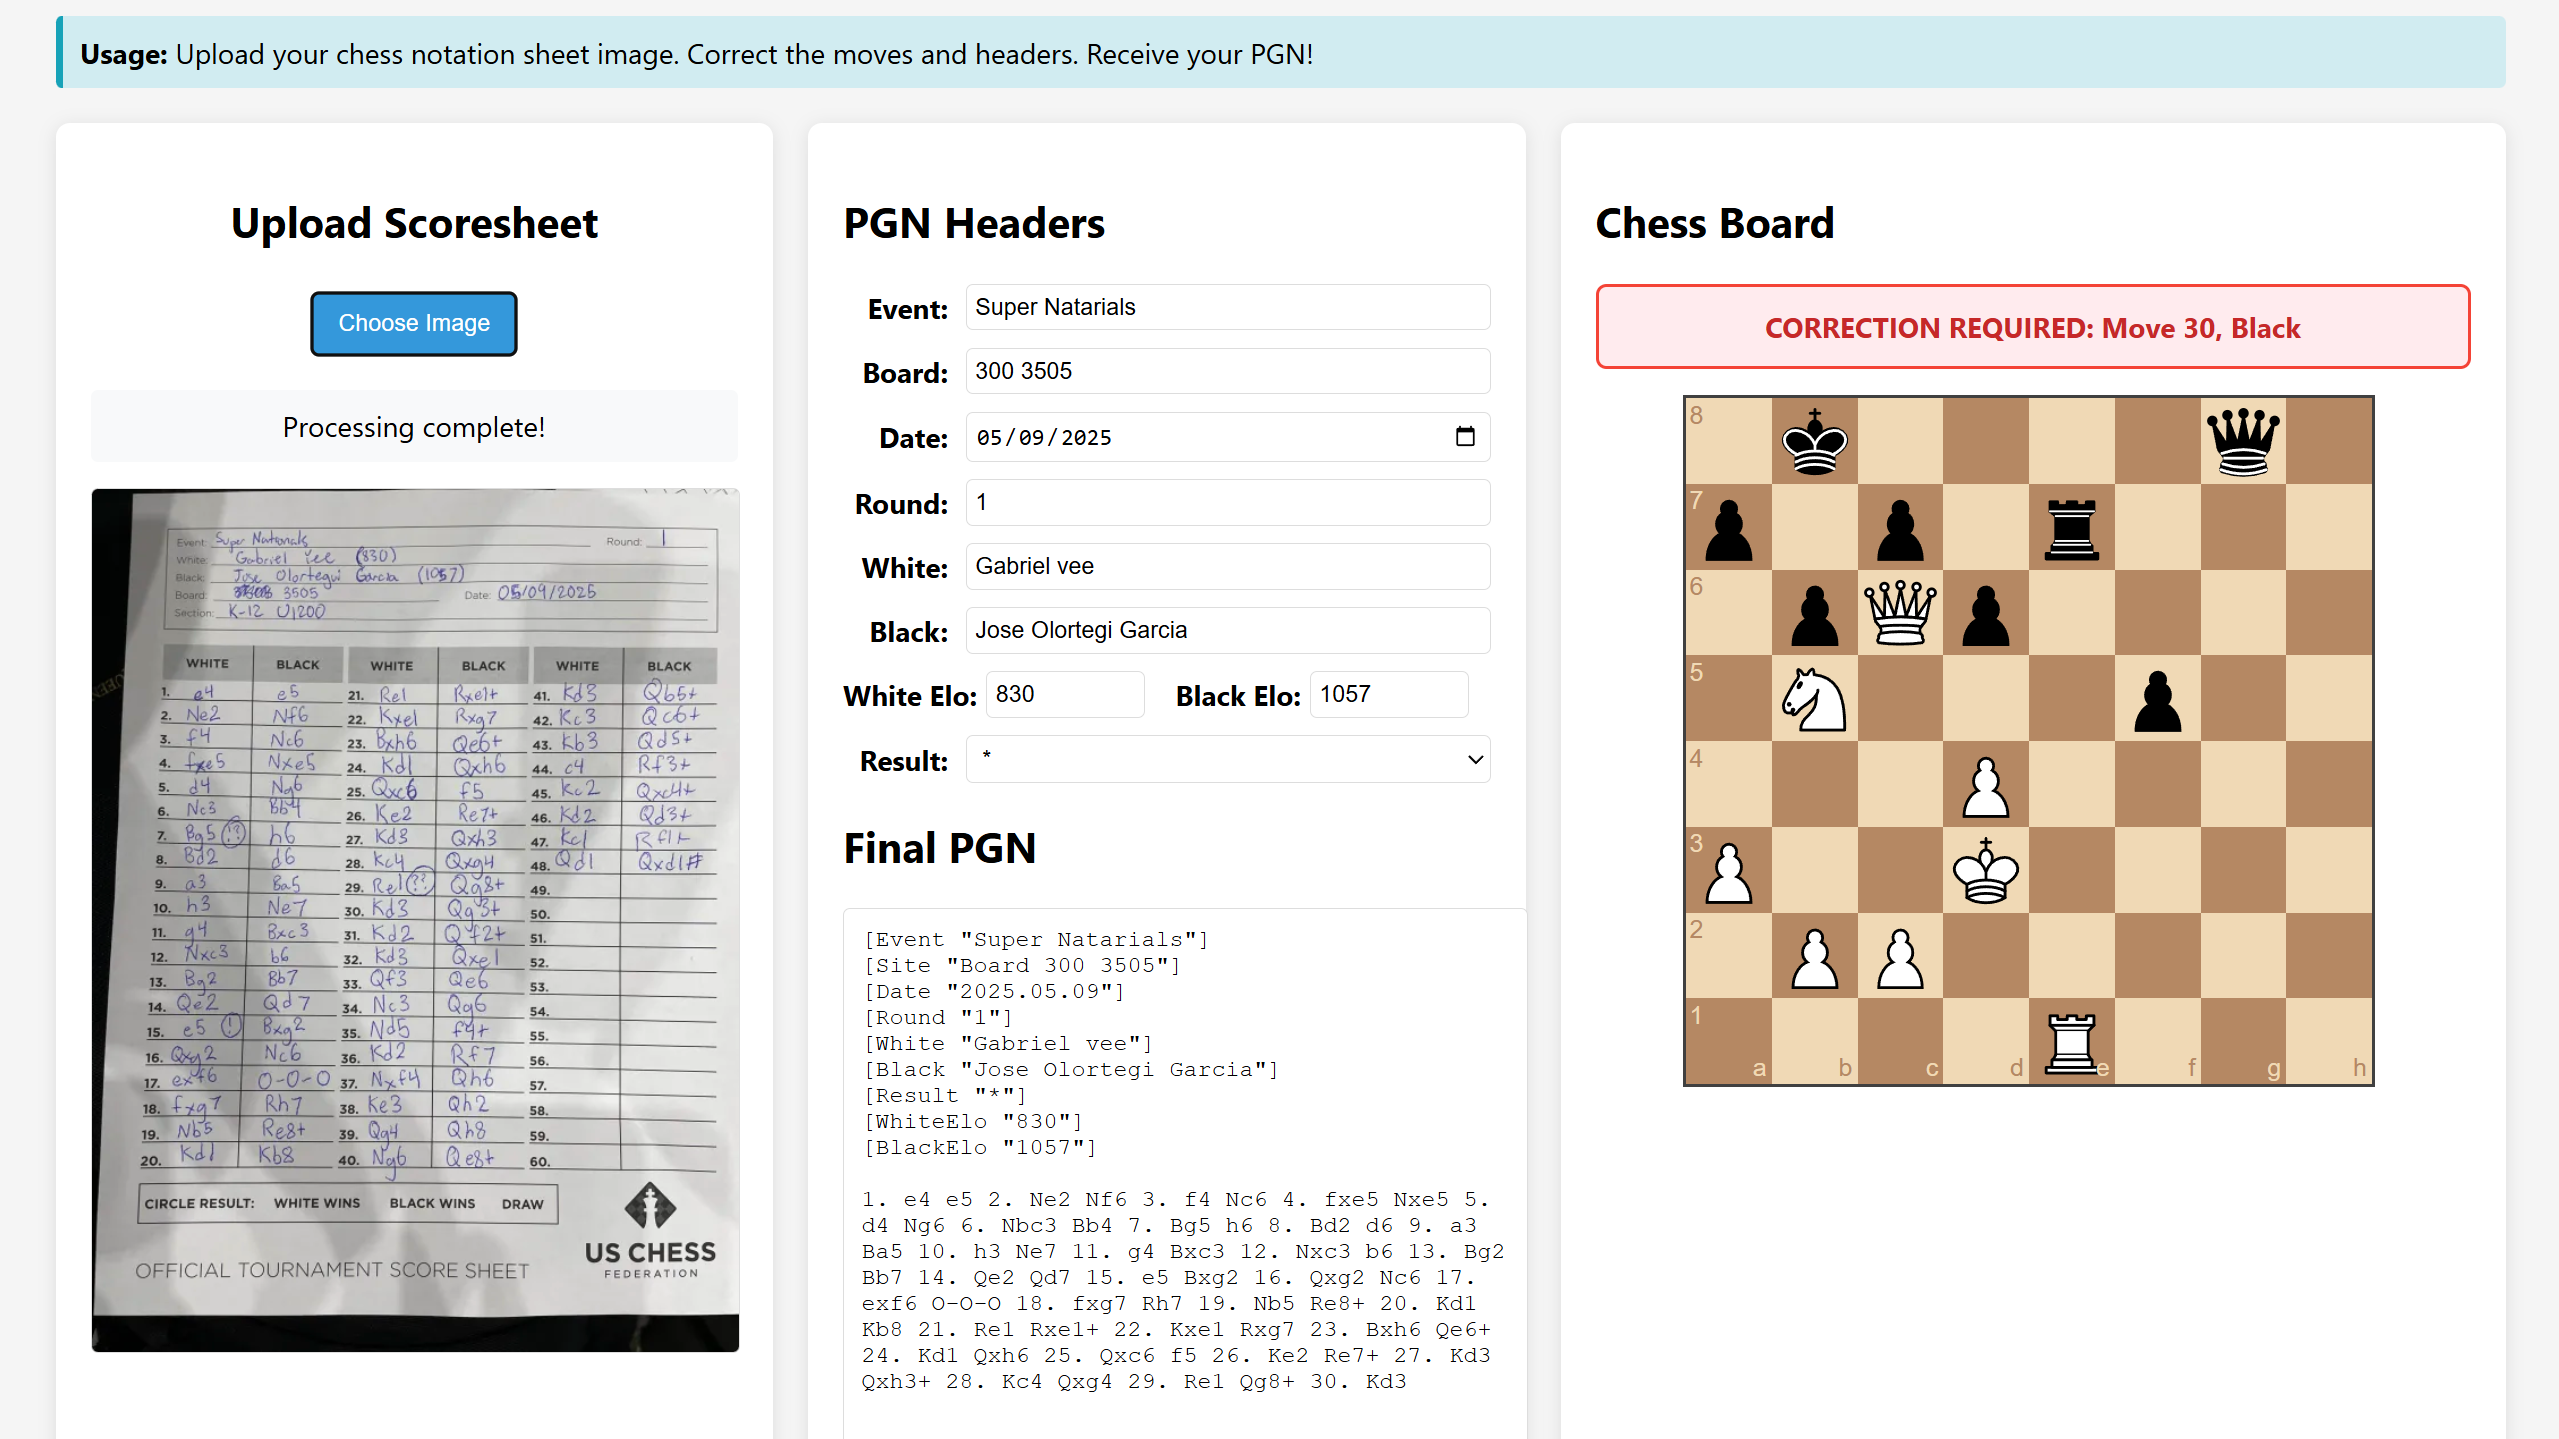 Usage: Upload your chess notation sheet image. Correct the moves and headers. Receive your PGN!
Upload Scoresheet
Choose Image
Processing complete!
Event: Super Nationals Round: 1
White: Gabriel Yee (830)
Black: Jose Olortegui Garcia (1057)
Board: 3505 Date: 05/09/2025
Section: K-12 U1200
WHITE BLACK WHITE BLACK WHITE BLACK
1. e4 e5 21. Re1 Rxe1+ 41. Kd3 Qb5+
2. Ne2 Nf6 22. Kxe1 Rxg7 42. Kc3 Qc6+
3. f4 Nc6 23. Bxh6 Qe6+ 43. Kb3 Qd5+
4. fxe5 Nxe5 24. Kd1 Qxh6 44. c4 Rf3+
5. d4 Ng6 25. Qxc6 f5 45. Kc2 Qxc4+
6. Nc3 Bb4 26. Ke2 Re7+ 46. Kd2 Qd3+
7. Bg5 (!?) h6 27. Kd3 Qxh3 47. Kc1 Rf1+
8. Bd2 d6 28. Kc4 Qxg4 48. Qd1 Qxd1#
9. a3 Ba5 29. Re1 (??) Qg8+ 49.
10. h3 Ne7 30. Kd3 Qg3+ 50.
11. g4 Bxc3 31. Kd2 Qf2+ 51.
12. Nxc3 b6 32. Kd3 Qxe1 52.
13. Bg2 Bb7 33. Qf3 Qe6 53.
14. Qe2 Qd7 34. Nc3 Qg6 54.
15. e5 (!) Bxg2 35. Nd5 f4+ 55.
16. Qxg2 Nc6 36. Kd2 Rf7 56.
17. exf6 O-O-O 37. Nxf4 Qh6 57.
18. fxg7 Rh7 38. Ke3 Qh2 58.
19. Nb5 Re8+ 39. Qg4 Qh8 59.
20. Kd1 Kb8 40. Ng6 Qe8+ 60.
CIRCLE RESULT: WHITE WINS BLACK WINS DRAW
OFFICIAL TOURNAMENT SCORE SHEET
US CHESS
FEDERATION
PGN Headers
Event: Super Natarials
Board: 300 3505
Date: 05/09/2025
Round: 1
White: Gabriel vee
Black: Jose Olortegi Garcia
White Elo: 830 Black Elo: 1057
Result: *
Final PGN
[Event "Super Natarials"]
[Site "Board 300 3505"]
[Date "2025.05.09"]
[Round "1"]
[White "Gabriel vee"]
[Black "Jose Olortegi Garcia"]
[Result "*"]
[WhiteElo "830"]
[BlackElo "1057"]
1. e4 e5 2. Ne2 Nf6 3. f4 Nc6 4. fxe5 Nxe5 5.
d4 Ng6 6. Nbc3 Bb4 7. Bg5 h6 8. Bd2 d6 9. a3
Ba5 10. h3 Ne7 11. g4 Bxc3 12. Nxc3 b6 13. Bg2
Bb7 14. Qe2 Qd7 15. e5 Bxg2 16. Qxg2 Nc6 17.
exf6 O-O-O 18. fxg7 Rh7 19. Nb5 Re8+ 20. Kd1
Kb8 21. Re1 Rxe1+ 22. Kxe1 Rxg7 23. Bxh6 Qe6+
24. Kd1 Qxh6 25. Qxc6 f5 26. Ke2 Re7+ 27. Kd3
Qxh3+ 28. Kc4 Qxg4 29. Re1 Qg8+ 30. Kd3
Chess Board
CORRECTION REQUIRED: Move 30, Black
8
7
6
5
4
3
2
1
a b c d e f g h